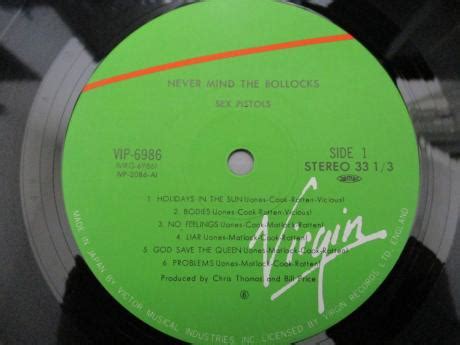 NEVER MIND THE BOLLOCKS
SEX PISTOLS
VIP-6986
VIP-2086-A)
SIDE 1
STEREO 33 1/3
1. HOLIDAYS IN THE SUN (Jones-Cook-Rotten-Vicious)
2. BODIES (Jones-Cook-Rotten-Vicious)
3. NO FEELINGS (Jones-Matlock-Cook-Rotten)
4. LIAR (Jones-Matlock-Cook-Rotten)
5. GOD SAVE THE QUEEN (Jones-Matlock-Cook-Rotten)
6. PROBLEMS (Jones-Matlock-Cook-Rotten)
Produced by Chris Thomas and Bill Price
Virgin
MADE IN JAPAN BY VICTOR MUSICAL INDUSTRIES INC. LICENSED BY VIRGIN RECORDS LTD. ENGLAND